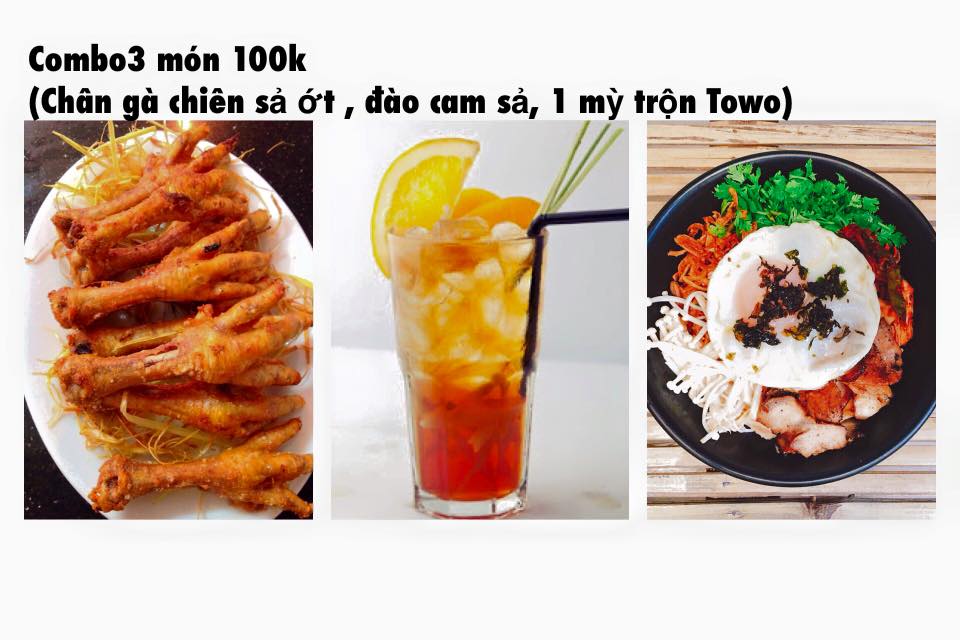 Combo3 món 100k
(Chân gà chiên sả ớt , đào cam sả, 1 mỳ trộn Towo)